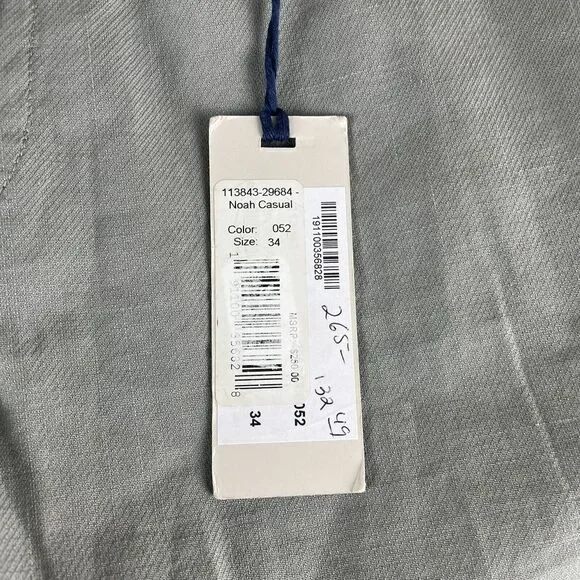 113843-29684 -
Noah Casual
Color: 052
Size: 34
191100356828
052
34
265-
132 49